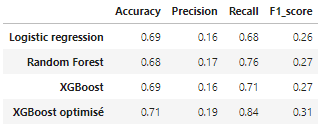 Accuracy Precision Recall F1_score
Logistic regression 0.69 0.16 0.68 0.26
Random Forest 0.68 0.17 0.76 0.27
XGBoost 0.69 0.16 0.71 0.27
XGBoost optimisé 0.71 0.19 0.84 0.31